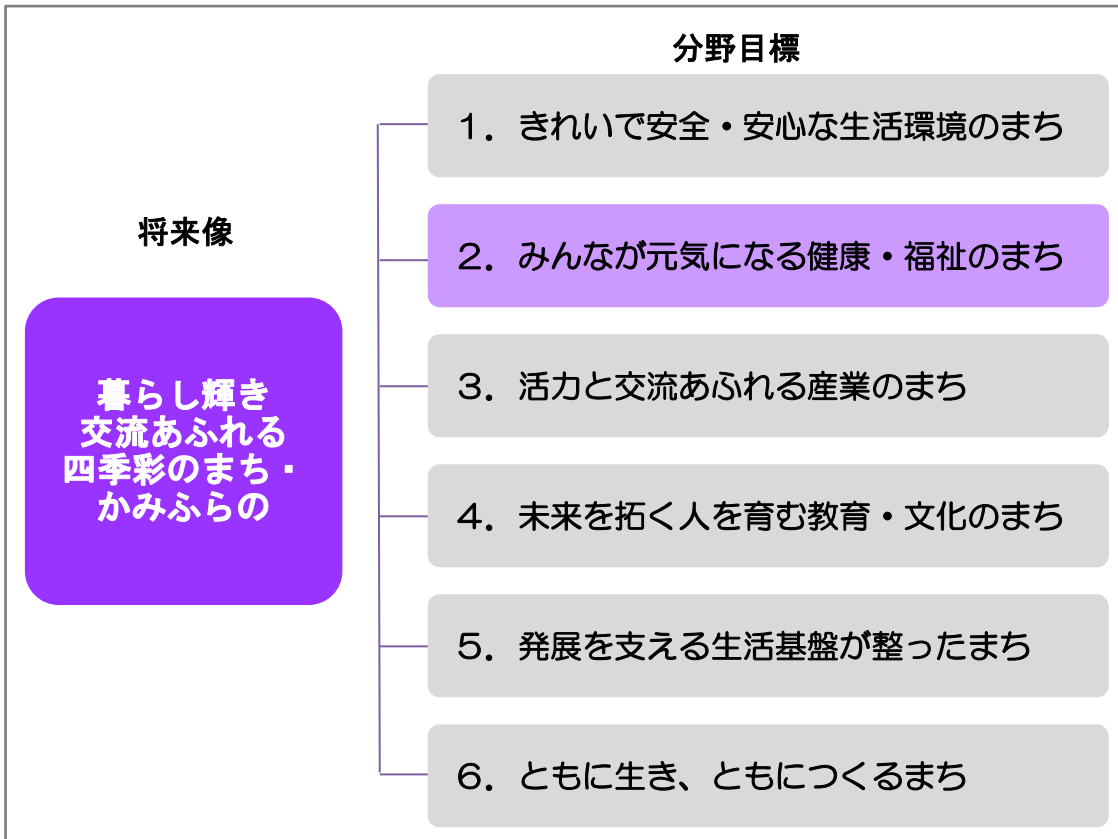 分野目標
将来像
暮らし輝き
交流あふれる
四季彩のまち・
かみふらの
１．きれいで安全・安心な生活環境のまち
２．みんなが元気になる健康・福祉のまち
３．活力と交流あふれる産業のまち
４．未来を拓く人を育む教育・文化のまち
５．発展を支える生活基盤が整ったまち
６．ともに生き、ともにつくるまち